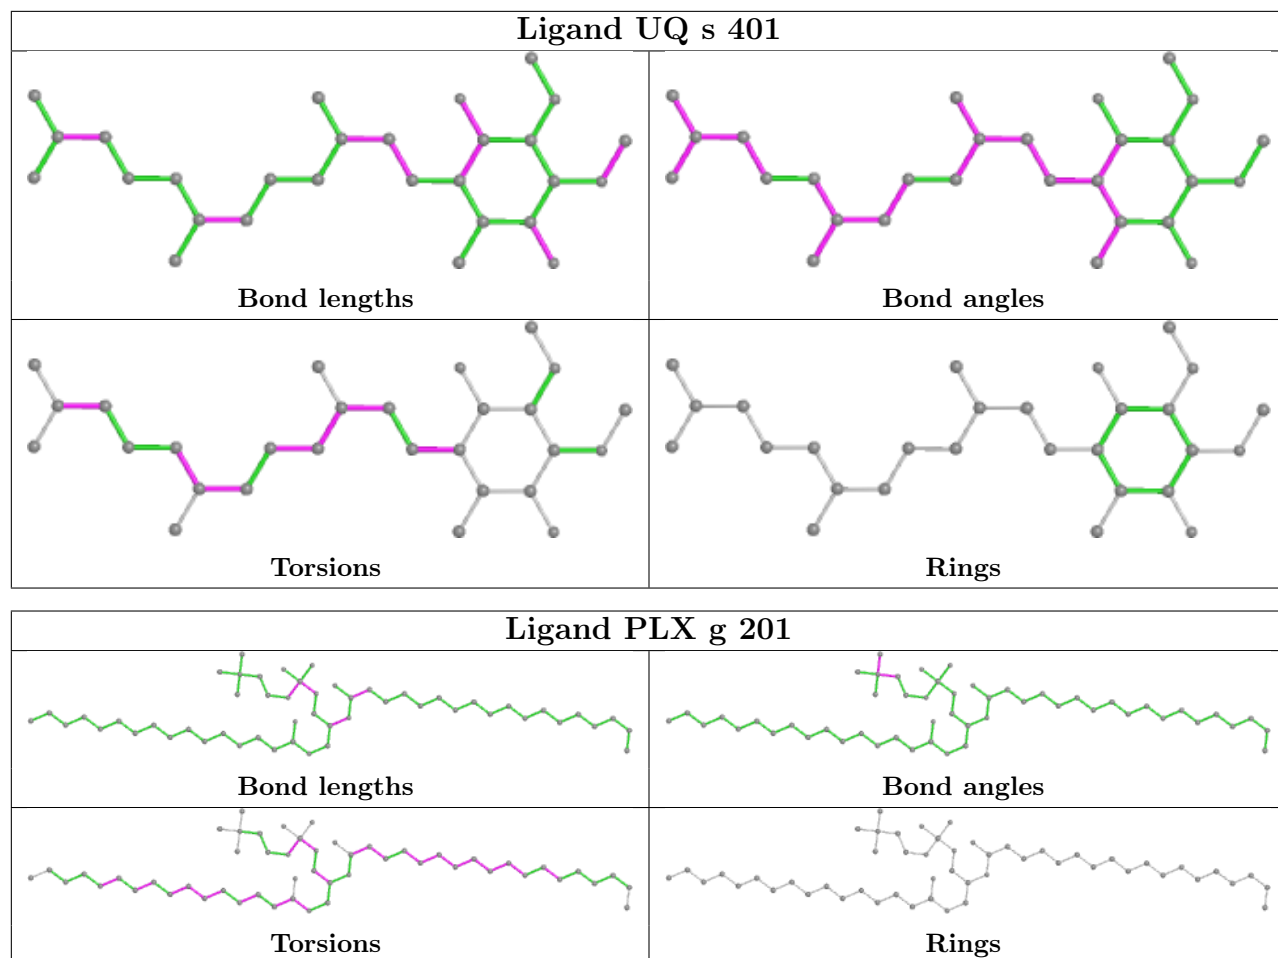 Ligand UQ s 401
Bond lengths
Bond angles
Torsions
Rings
Ligand PLX g 201
Bond lengths
Bond angles
Torsions
Rings